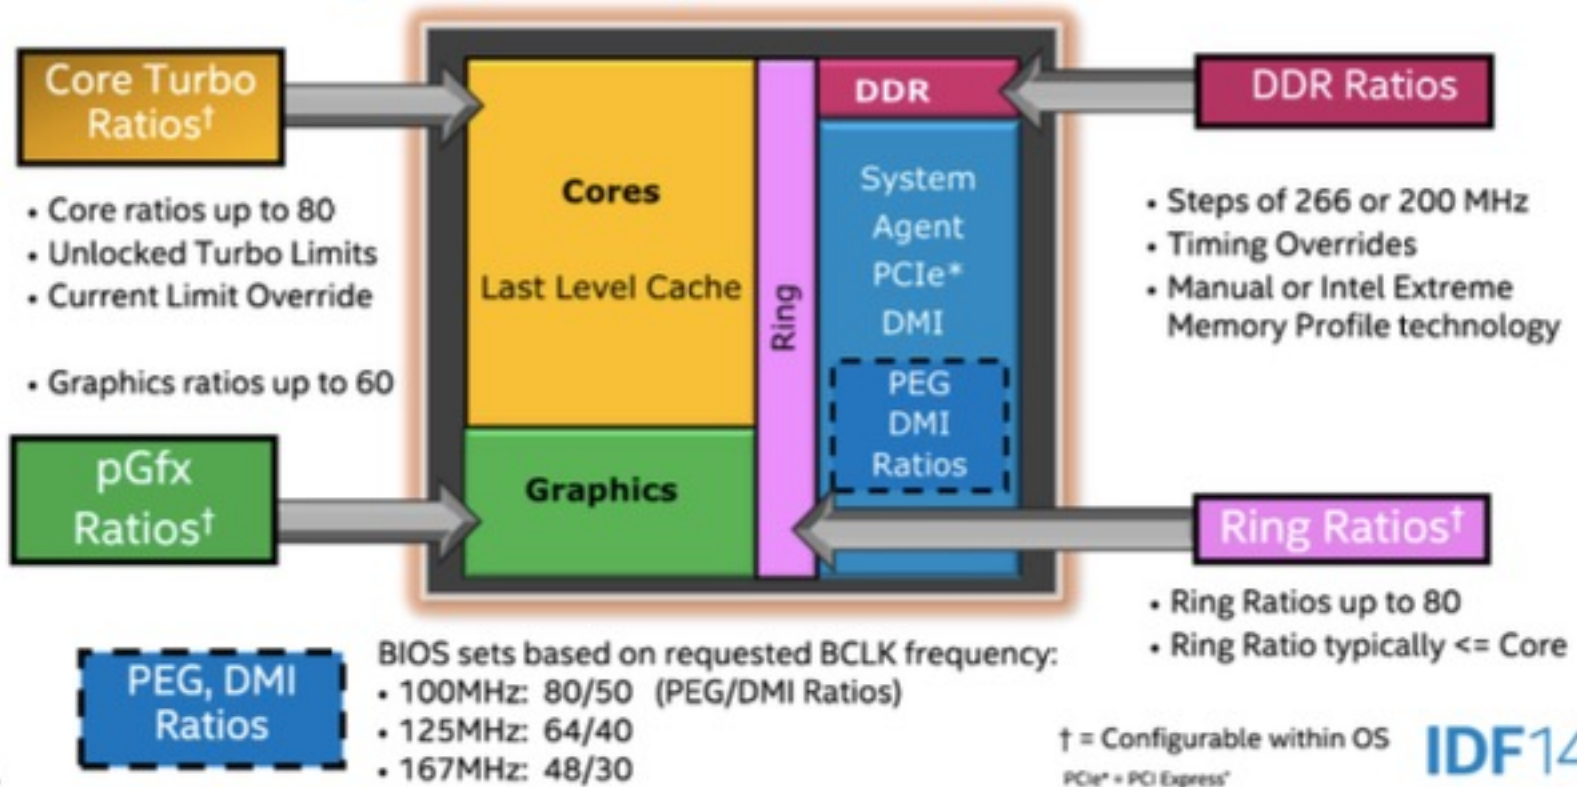 Core Turbo
Ratios†
• Core ratios up to 80
• Unlocked Turbo Limits
• Current Limit Override
• Graphics ratios up to 60
pGfx
Ratios†
Cores
Last Level Cache
Graphics
Ring
DDR
System
Agent
PCIe*
DMI
PEG
DMI
Ratios
DDR Ratios
• Steps of 266 or 200 MHz
• Timing Overrides
• Manual or Intel Extreme
Memory Profile technology
Ring Ratios†
• Ring Ratios up to 80
• Ring Ratio typically <= Core
PEG, DMI
Ratios
BIOS sets based on requested BCLK frequency:
• 100MHz: 80/50 (PEG/DMI Ratios)
• 125MHz: 64/40
• 167MHz: 48/30
† = Configurable within OS
PCIe* = PCI Express*
IDF14